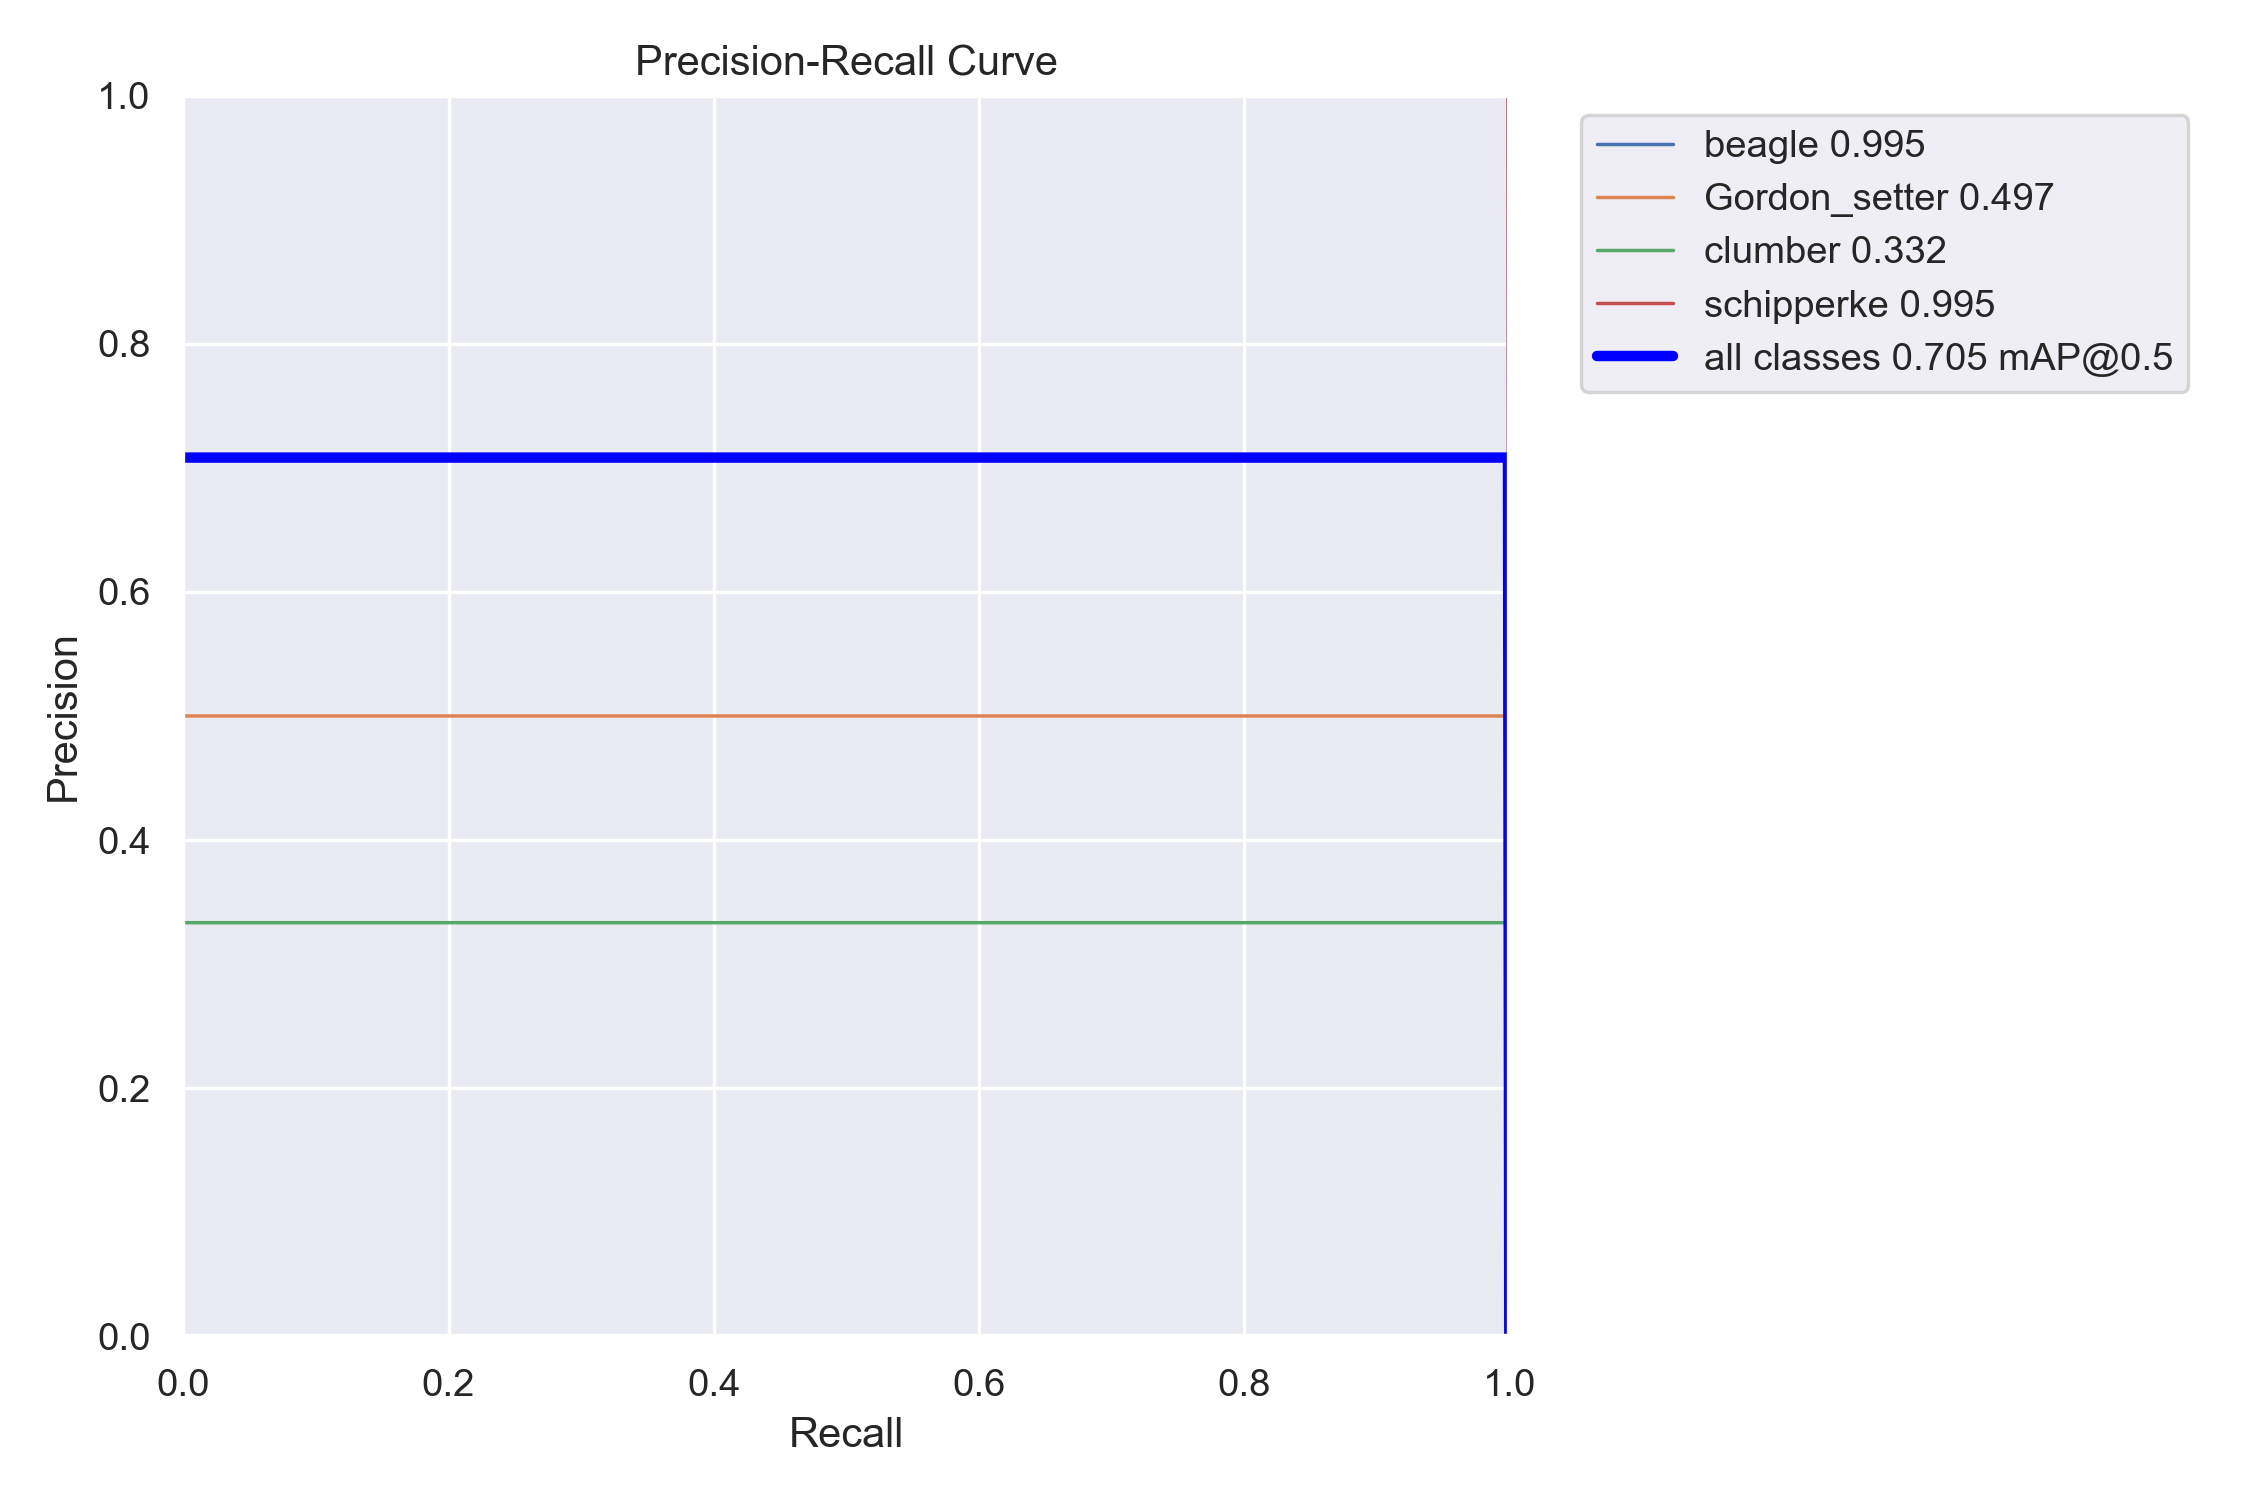 Precision-Recall Curve
1.0
0.8
0.6
0.4
0.2
0.0
Precision
0.0 0.2 0.4 0.6 0.8 1.0
Recall
beagle 0.995
Gordon_setter 0.497
clumber 0.332
schipperke 0.995
all classes 0.705 mAP@0.5